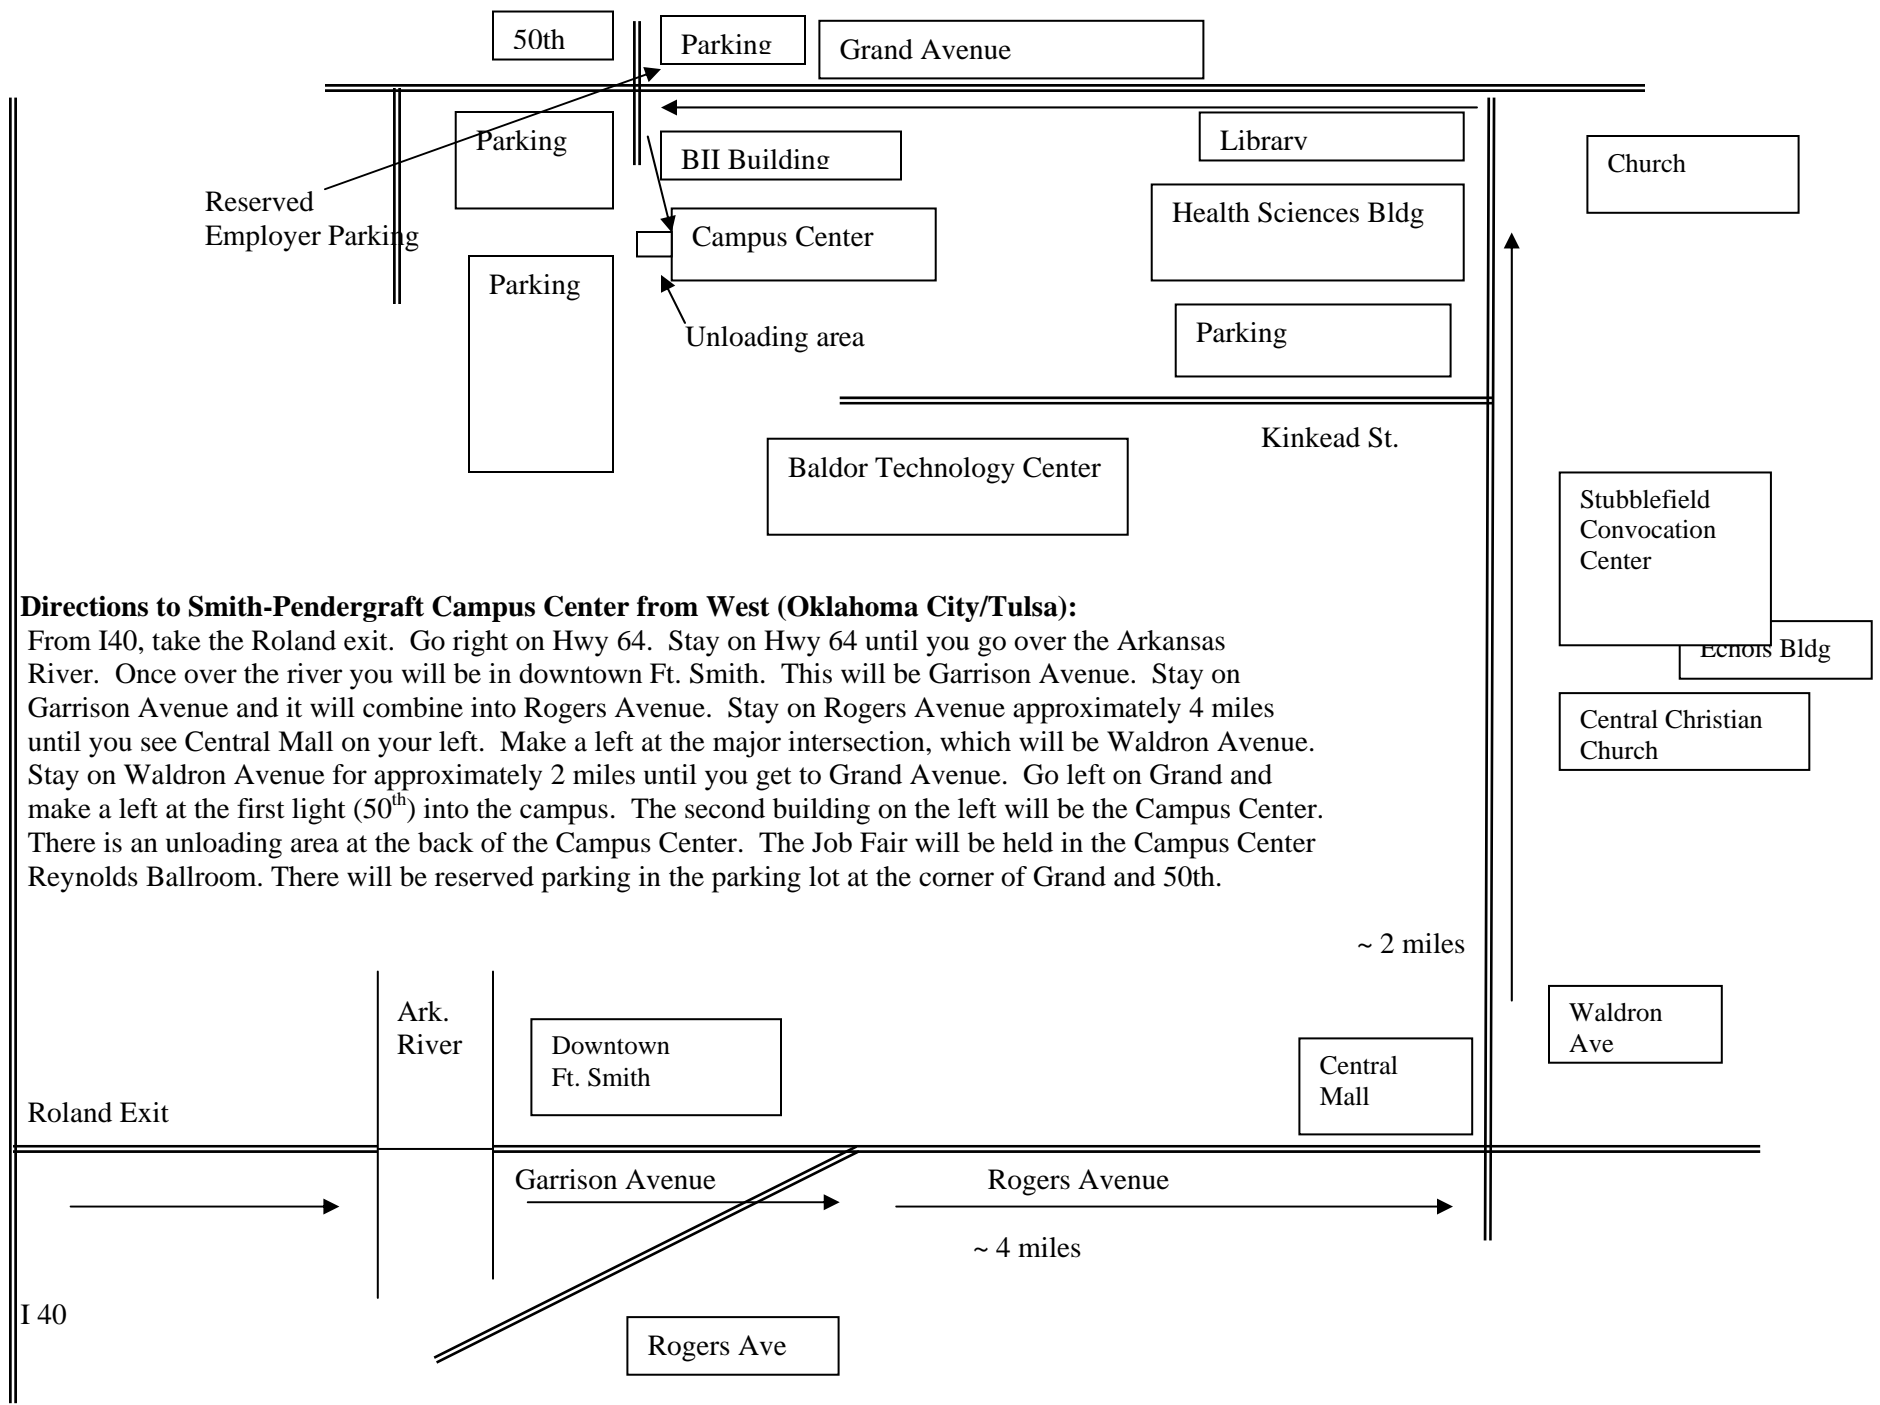 50th
Parking
Grand Avenue
Parking
BII Building
Library
Church
Reserved
Employer Parking
Health Sciences Bldg
Campus Center
Parking
Unloading area
Parking
Kinkead St.
Baldor Technology Center
Stubblefield
Convocation
Center
Echols Bldg
Directions to Smith-Pendergraft Campus Center from West (Oklahoma City/Tulsa):
From I40, take the Roland exit.  Go right on Hwy 64.  Stay on Hwy 64 until you go over the Arkansas
River.  Once over the river you will be in downtown Ft. Smith.  This will be Garrison Avenue.  Stay on
Garrison Avenue and it will combine into Rogers Avenue.  Stay on Rogers Avenue approximately 4 miles
until you see Central Mall on your left.  Make a left at the major intersection, which will be Waldron Avenue.
Stay on Waldron Avenue for approximately 2 miles until you get to Grand Avenue.  Go left on Grand and
make a left at the first light (50th) into the campus.  The second building on the left will be the Campus Center.
There is an unloading area at the back of the Campus Center.  The Job Fair will be held in the Campus Center
Reynolds Ballroom. There will be reserved parking in the parking lot at the corner of Grand and 50th.
Central Christian
Church
~ 2 miles
Ark.
River
Downtown
Ft. Smith
Waldron
Ave
Central
Mall
Roland Exit
Garrison Avenue
Rogers Avenue
~ 4 miles
I 40
Rogers Ave